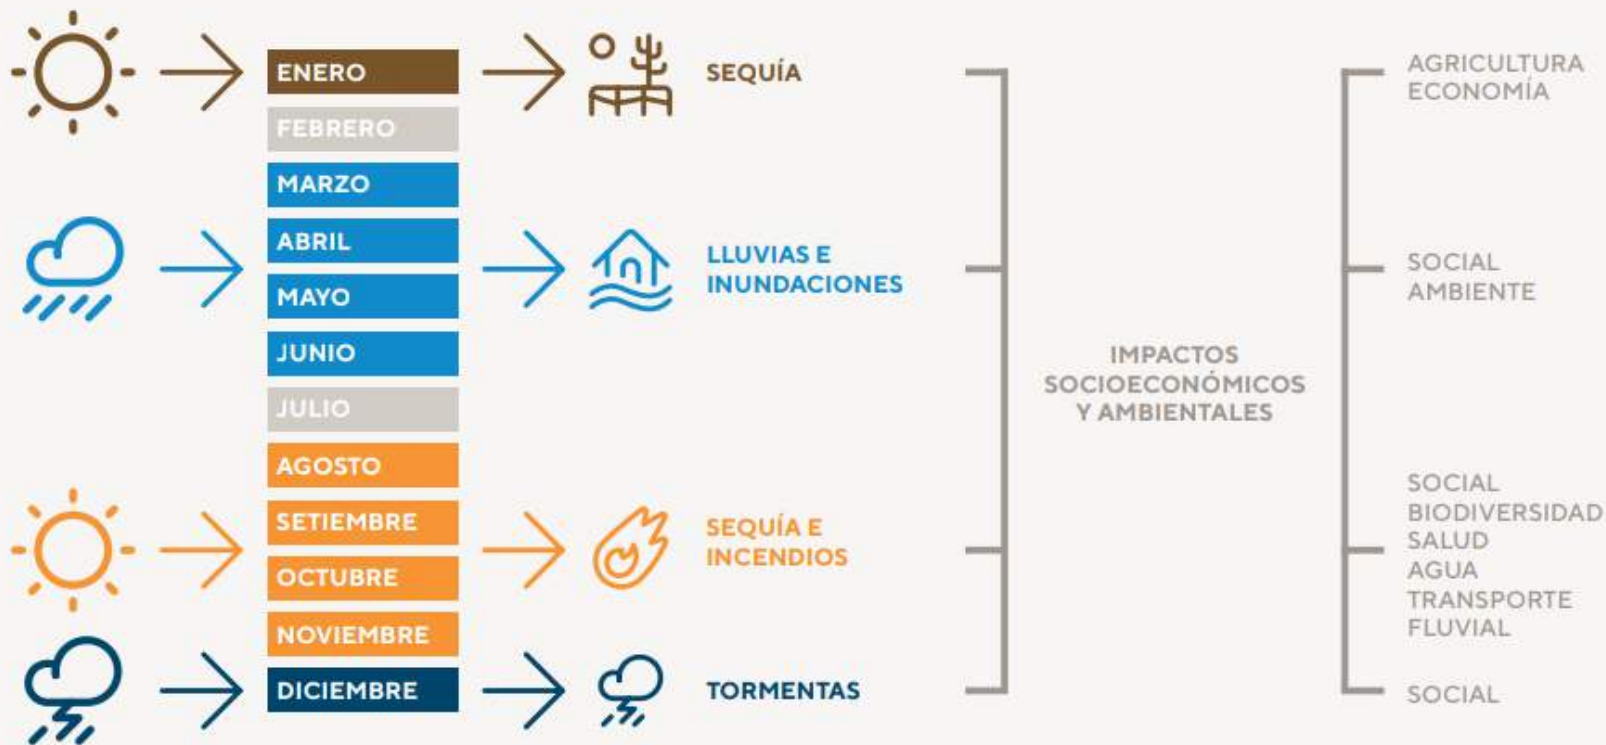 ENERO
FEBRERO
MARZO
ABRIL
MAYO
JUNIO
JULIO
AGOSTO
SETIEMBRE
OCTUBRE
NOVIEMBRE
DICIEMBRE
SEQUÍA
LLUVIAS E
INUNDACIONES
SEQUÍA E
INCENDIOS
TORMENTAS
IMPACTOS
SOCIOECONÓMICOS
Y AMBIENTALES
AGRICULTURA
ECONOMÍA
SOCIAL
AMBIENTE
SOCIAL
BIODIVERSIDAD
SALUD
AGUA
TRANSPORTE
FLUVIAL
SOCIAL